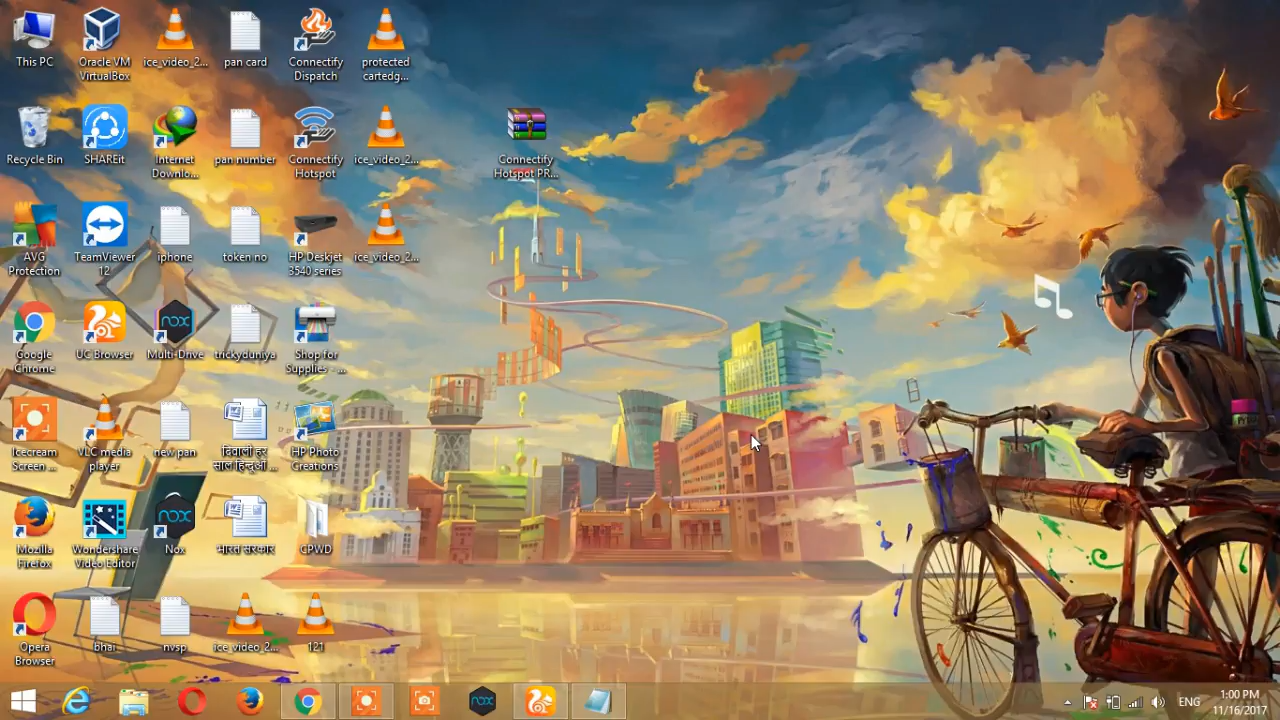 This PC
Oracle VM
VirtualBox
ice_video_2...
pan card
Connectify
Dispatch
protected
cartedg...
Recycle Bin
SHAREit
Internet
Downlo...
pan number
Connectify
Hotspot
ice_video_2...
Connectify
Hotspot PR...
AVG
Protection
TeamViewer
12
iphone
token no
HP Deskjet
3540 series
ice_video_2...
Google
Chrome
UC Browser
nox
Multi-Drive
trickyduniya
Shop for
Supplies - ...
Icecream
Screen ...
VLC media
player
new pan
दिवाली हर
साल हिन्दुओं ...
HP Photo
Creations
Mozilla
Firefox
Wondershare
Video Editor
nox
Nox
भारत सरकार
CPWD
Opera
Browser
bhai
nvsp
ice_video_2...
121
nox
ENG
1:00 PM
11/16/2017